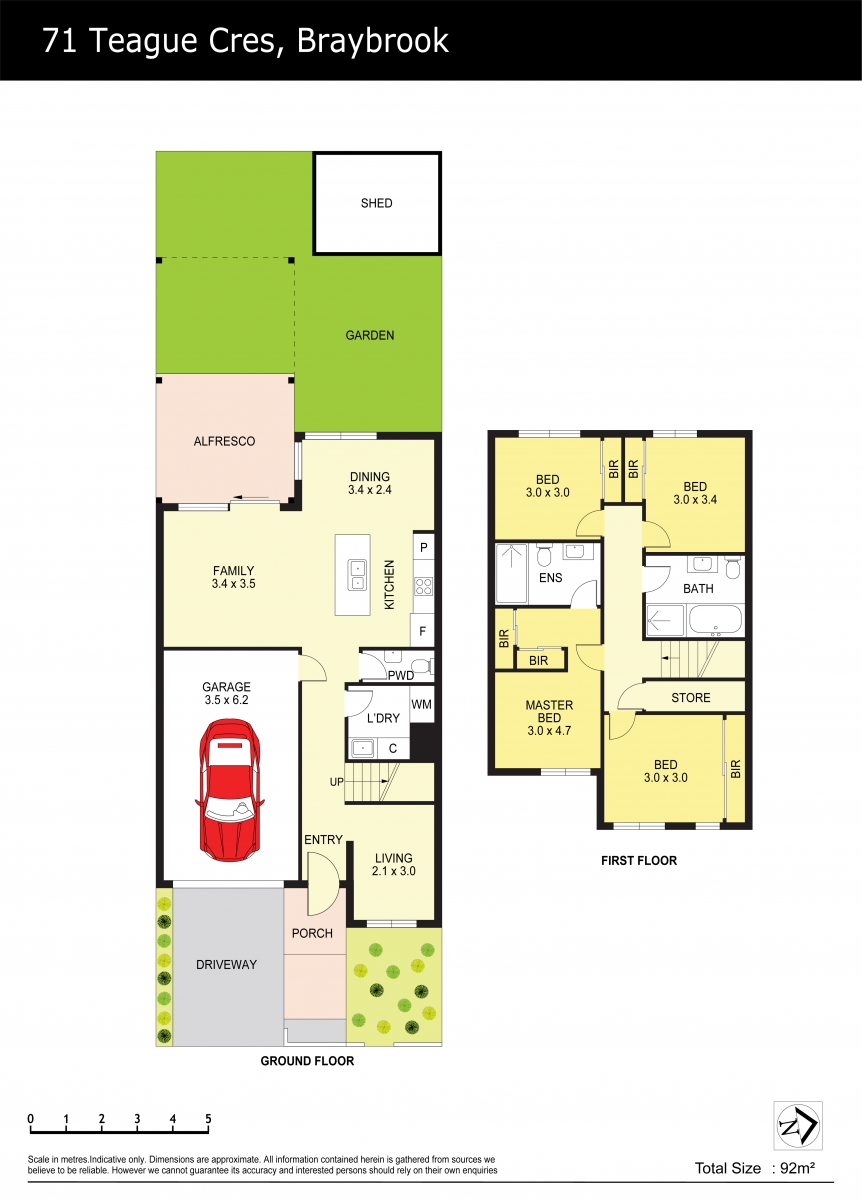 71 Teague Cres, Braybrook
SHED
GARDEN
ALFRESCO
DINING
3.4 x 2.4
FAMILY
3.4 x 3.5
KITCHEN
P
F
PWD
GARAGE
3.5 x 6.2
L'DRY
WM
C
UP
ENTRY
LIVING
2.1 x 3.0
PORCH
DRIVEWAY
GROUND FLOOR
BED
3.0 x 3.0
BIR
BIR
BED
3.0 x 3.4
ENS
BATH
BIR
BIR
MASTER
BED
3.0 x 4.7
STORE
BED
3.0 x 3.0
BIR
FIRST FLOOR
0 1 2 3 4 5
N
Scale in metres.Indicative only. Dimensions are approximate. All information contained herein is gathered from sources we
believe to be reliable. However we cannot guarantee its accuracy and interested persons should rely on their own enquiries
Total Size : 92m²